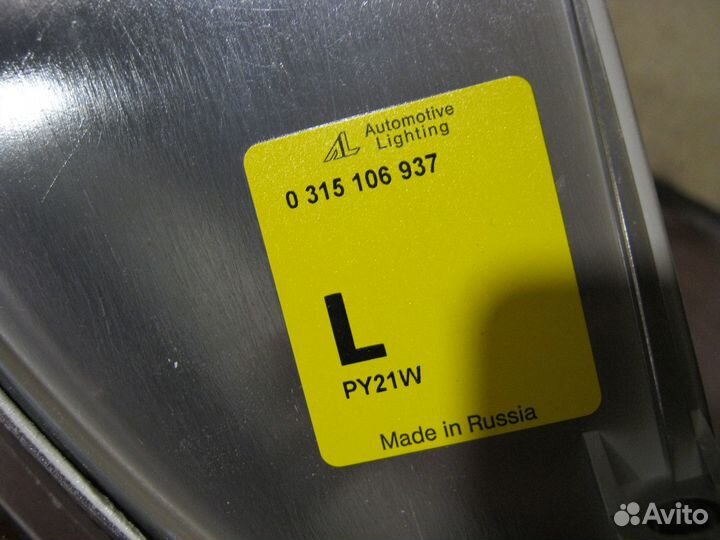 Automotive
Lighting
0 315 106 937
L
PY21W
Made in Russia
Avito